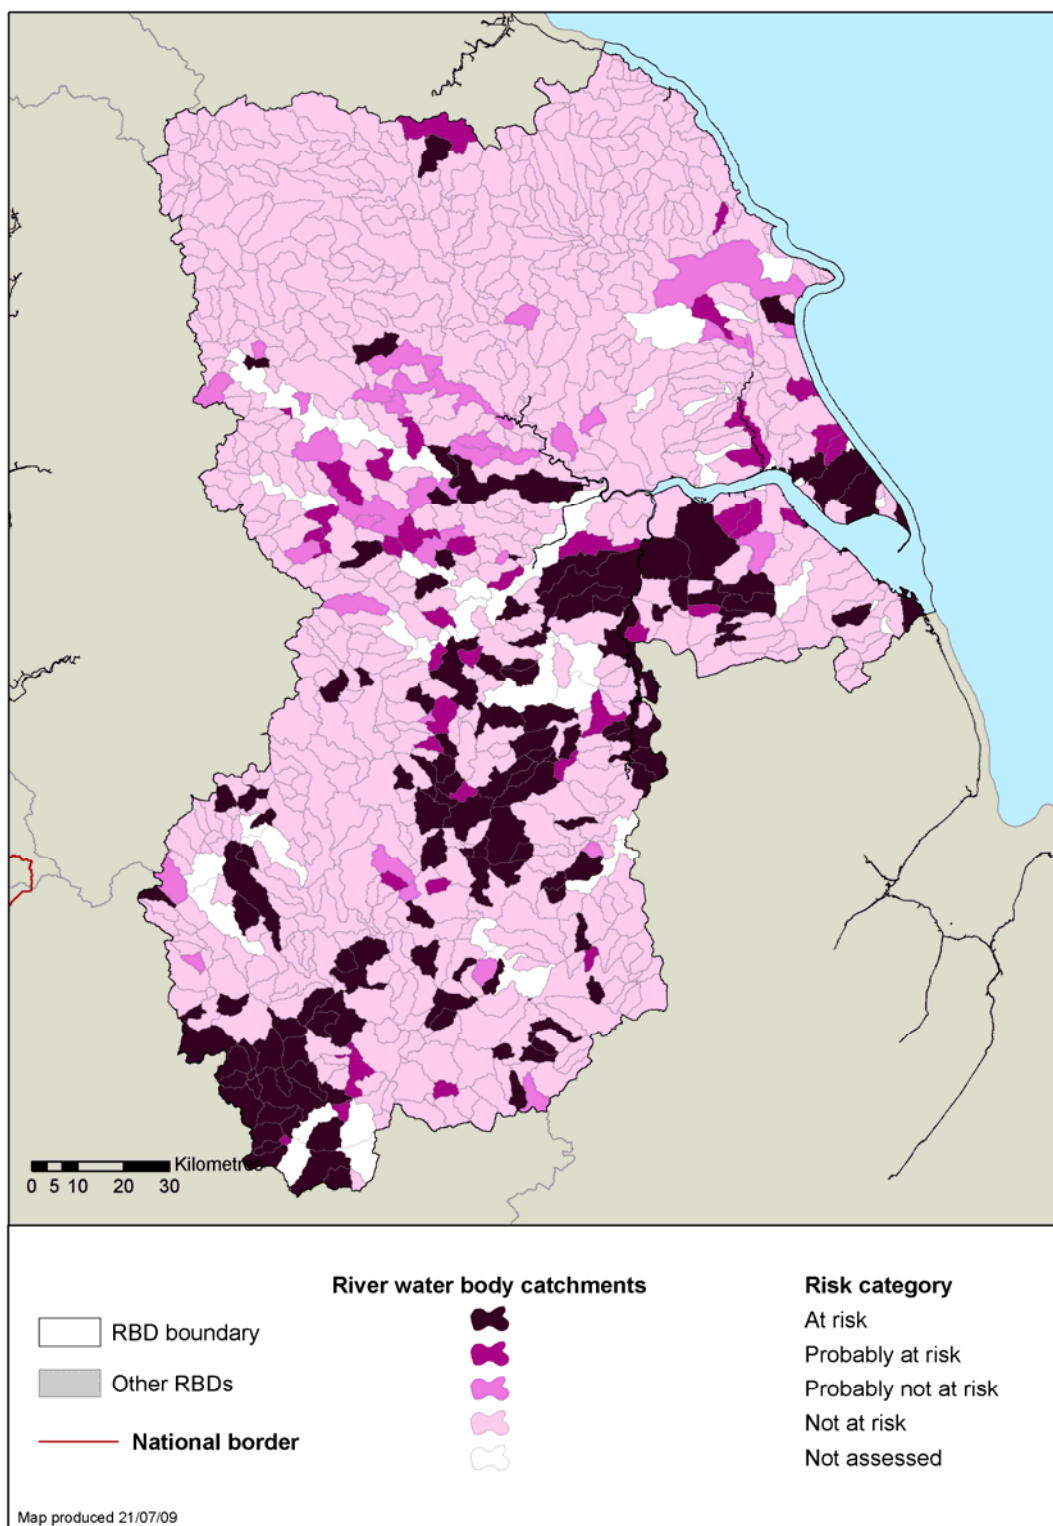 Kilometres
0 5 10 20 30
River water body catchments
Risk category
RBD boundary
At risk
Probably at risk
Other RBDs
Probably not at risk
Not at risk
National border
Not assessed
Map produced 21/07/09